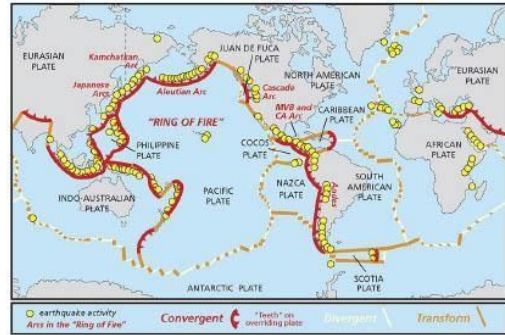 EURASIAN
PLATE
Kamchatkan
Arc
Japanese
Arcs
Aleutian Arc
JUAN DE FUCA
PLATE
NORTH AMERICAN
PLATE
Cascade
Arc
EURASIAN
PLATE
"RING OF FIRE"
MVB and
CA Arc
CARIBBEAN
PLATE
PHILIPPINE
PLATE
COCOS
PLATE
AFRICAN
PLATE
INDO-AUSTRALIAN
PLATE
PACIFIC
PLATE
NAZCA
PLATE
Andes
SOUTH
AMERICAN
PLATE
ANTARCTIC PLATE
SCOTIA
PLATE
earthquake activity
Arcs in the "Ring of Fire"
Convergent
"Teeth" on
overriding plate
Divergent
Transform